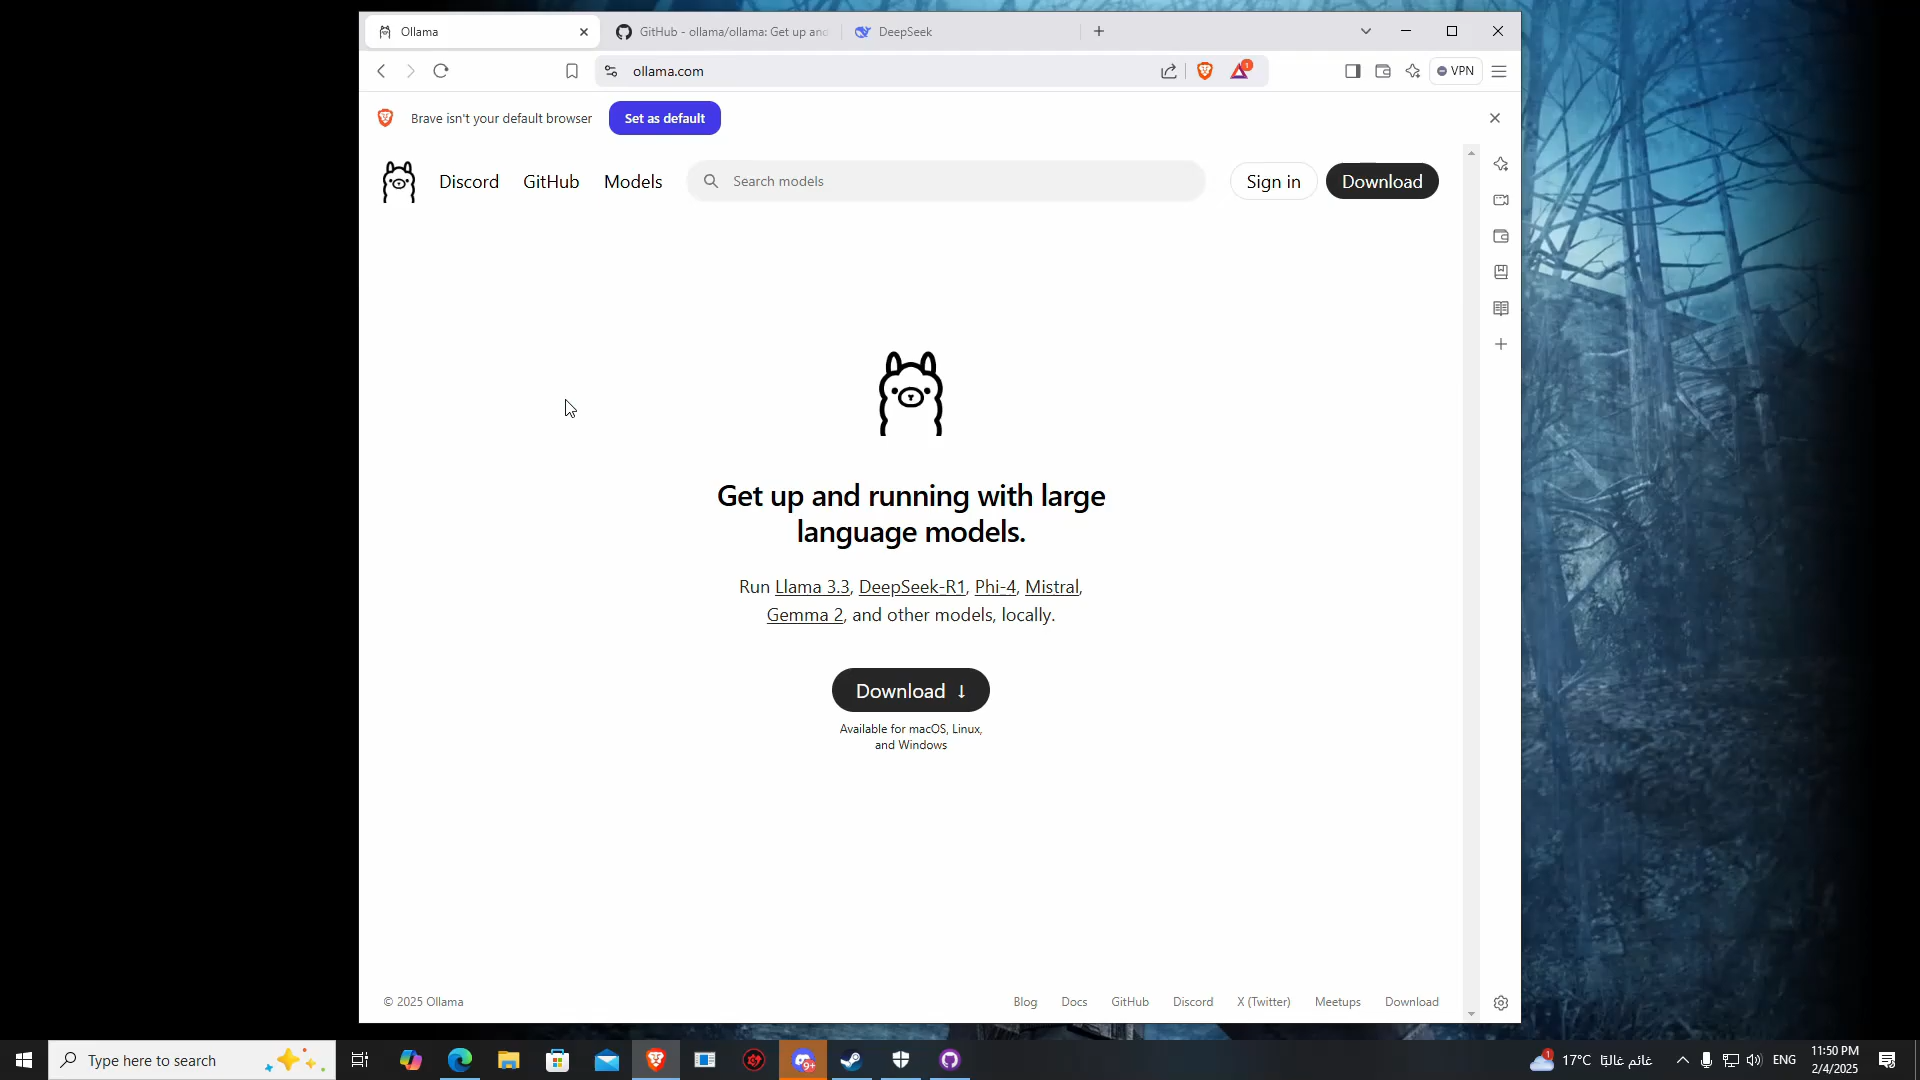 Ollama
GitHub - ollama/ollama: Get up and
DeepSeek
ollama.com
1
VPN
Brave isn't your default browser
Set as default
Discord
GitHub
Models
Search models
Sign in
Download
Get up and running with large
language models.
Run Llama 3.3, DeepSeek-R1, Phi-4, Mistral,
Gemma 2, and other models, locally.
Download ↓
Available for macOS, Linux,
and Windows
© 2025 Ollama
Blog
Docs
GitHub
Discord
X (Twitter)
Meetups
Download
Type here to search
9+
1
17°C
غائم غالبًا
ENG
11:50 PM
2/4/2025